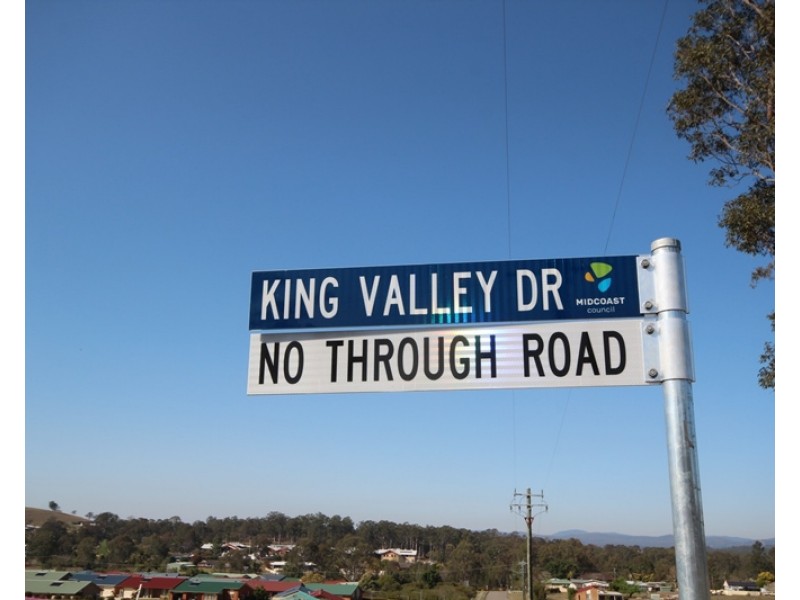 KING VALLEY DR
MIDCOAST
council
NO THROUGH ROAD